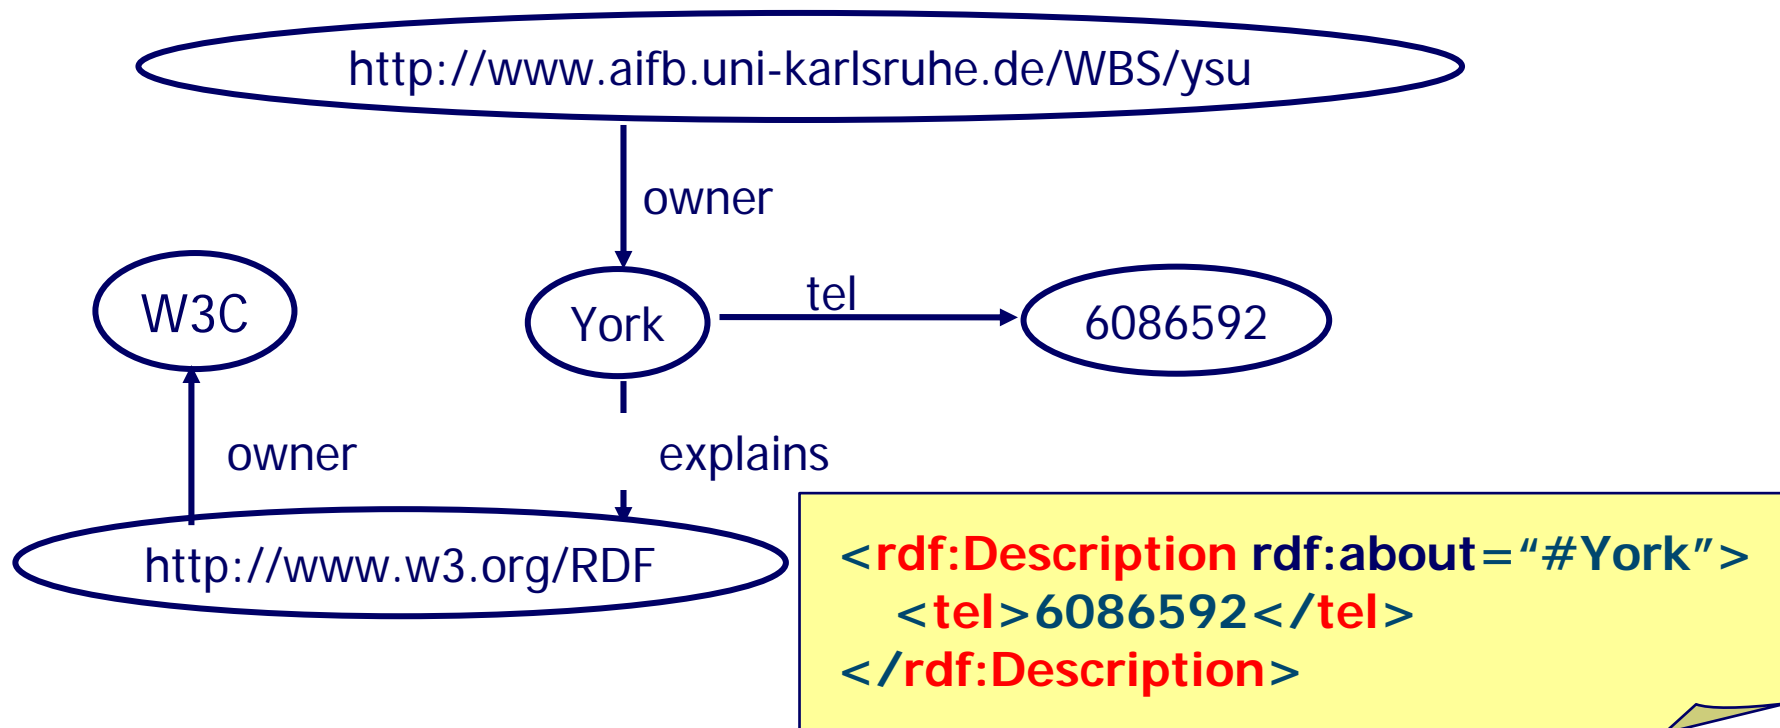 http://www.aifb.uni-karlsruhe.de/WBS/ysu
owner
W3C
York
tel
6086592
owner
explains
http://www.w3.org/RDF
<rdf:Description rdf:about=“#York”>
<tel>6086592</tel>
</rdf:Description>